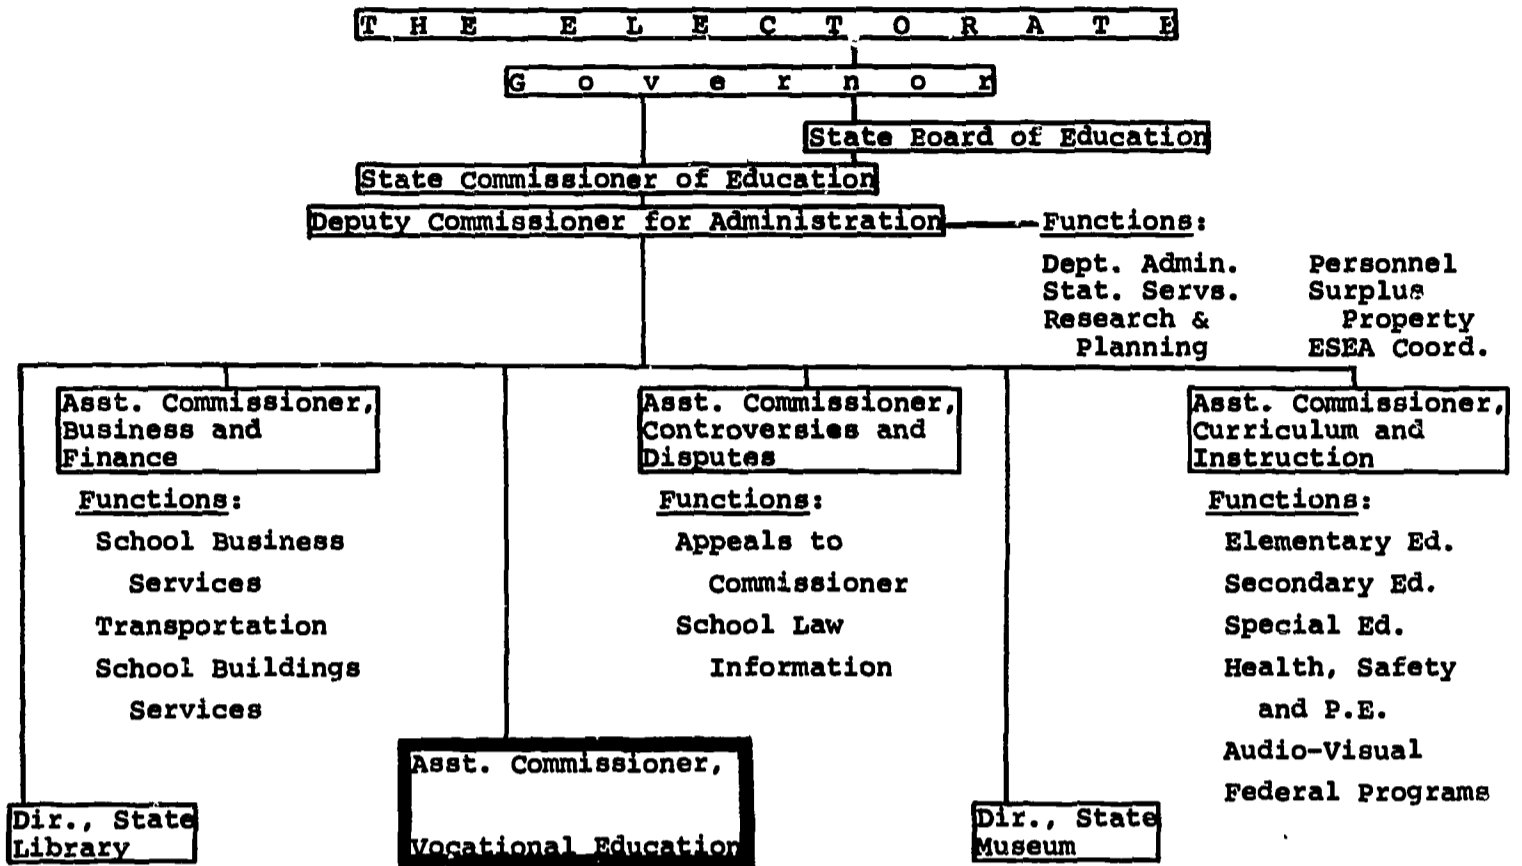 THE ELECTORATE
Governor
State Board of Education
State Commissioner of Education
Deputy Commissioner for Administration
Functions:
Dept. Admin.
Stat. Servs.
Research &
Planning
Personnel
Surplus
Property
ESEA Coord.
Asst. Commissioner,
Business and
Finance
Functions:
School Business
Services
Transportation
School Buildings
Services
Asst. Commissioner,
Controversies and
Disputes
Functions:
Appeals to
Commissioner
School Law
Information
Asst. Commissioner,
Curriculum and
Instruction
Functions:
Elementary Ed.
Secondary Ed.
Special Ed.
Health, Safety
and P.E.
Audio-Visual
Federal Programs
Dir., State
Library
Asst. Commissioner,
Vocational Education
Dir., State
Museum